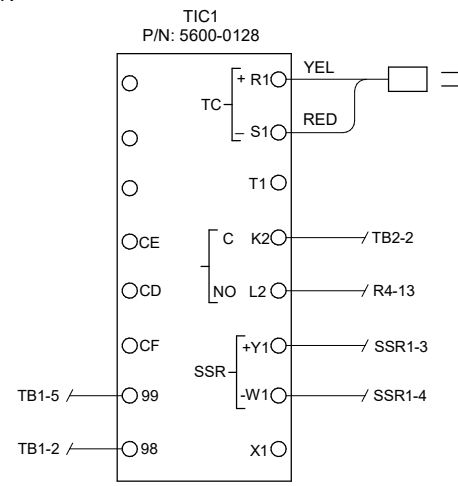 TIC1
P/N: 5600-0128
+ R1 YEL
TC
– S1 RED
T1
CE C K2 TB2-2
CD NO L2 R4-13
CF +Y1 SSR1-3
SSR
TB1-5 99 -W1 SSR1-4
TB1-2 98 X1